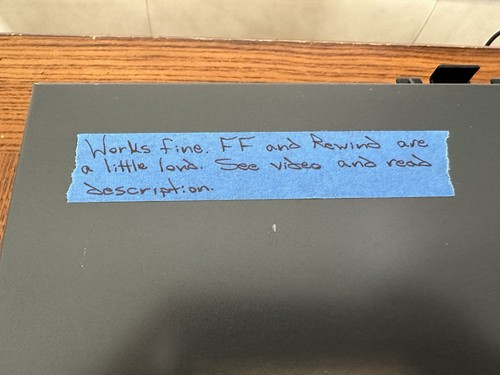 Works fine. FF and Rewind are
a little loud. See video and read
description.